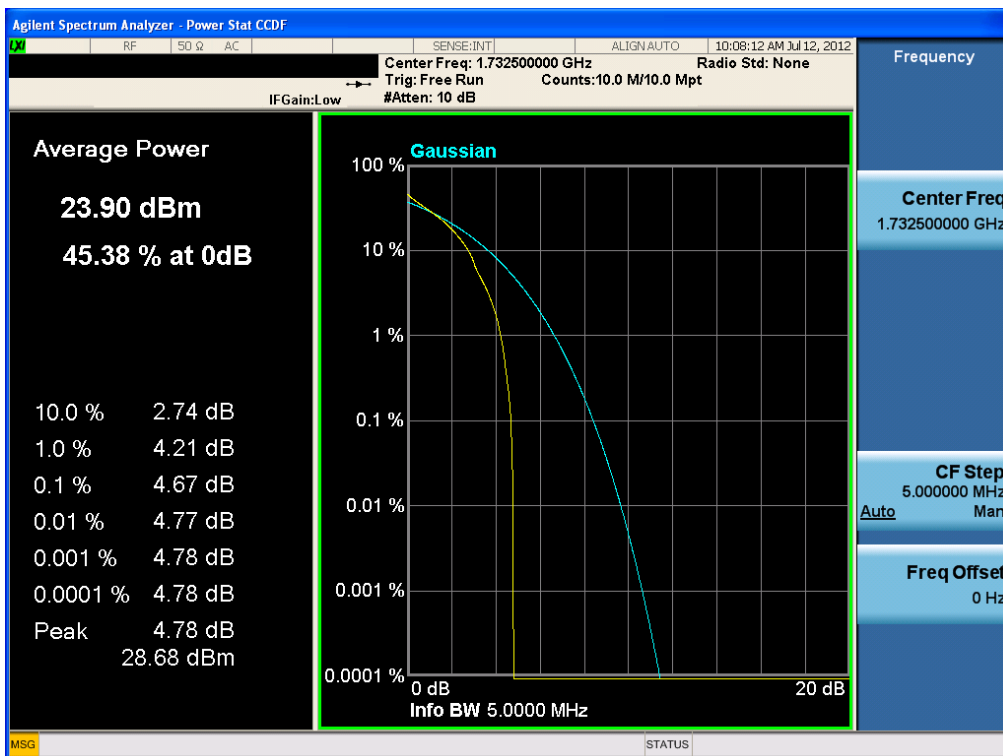 Agilent Spectrum Analyzer - Power Stat CCDF
LXI RF 50 Ω AC SENSE:INT ALIGN AUTO 10:08:12 AM Jul 12, 2012
Center Freq: 1.732500000 GHz Radio Std: None
Trig: Free Run Counts:10.0 M/10.0 Mpt
IFGain:Low #Atten: 10 dB
Average Power
23.90 dBm
45.38 % at 0dB
10.0 % 2.74 dB
1.0 % 4.21 dB
0.1 % 4.67 dB
0.01 % 4.77 dB
0.001 % 4.78 dB
0.0001 % 4.78 dB
Peak 4.78 dB
28.68 dBm
Gaussian
100 %
10 %
1 %
0.1 %
0.01 %
0.001 %
0.0001 %
0 dB 20 dB
Info BW 5.0000 MHz
Frequency
Center Freq
1.732500000 GHz
CF Step
5.000000 MHz
Auto Man
Freq Offset
0 Hz
MSG STATUS